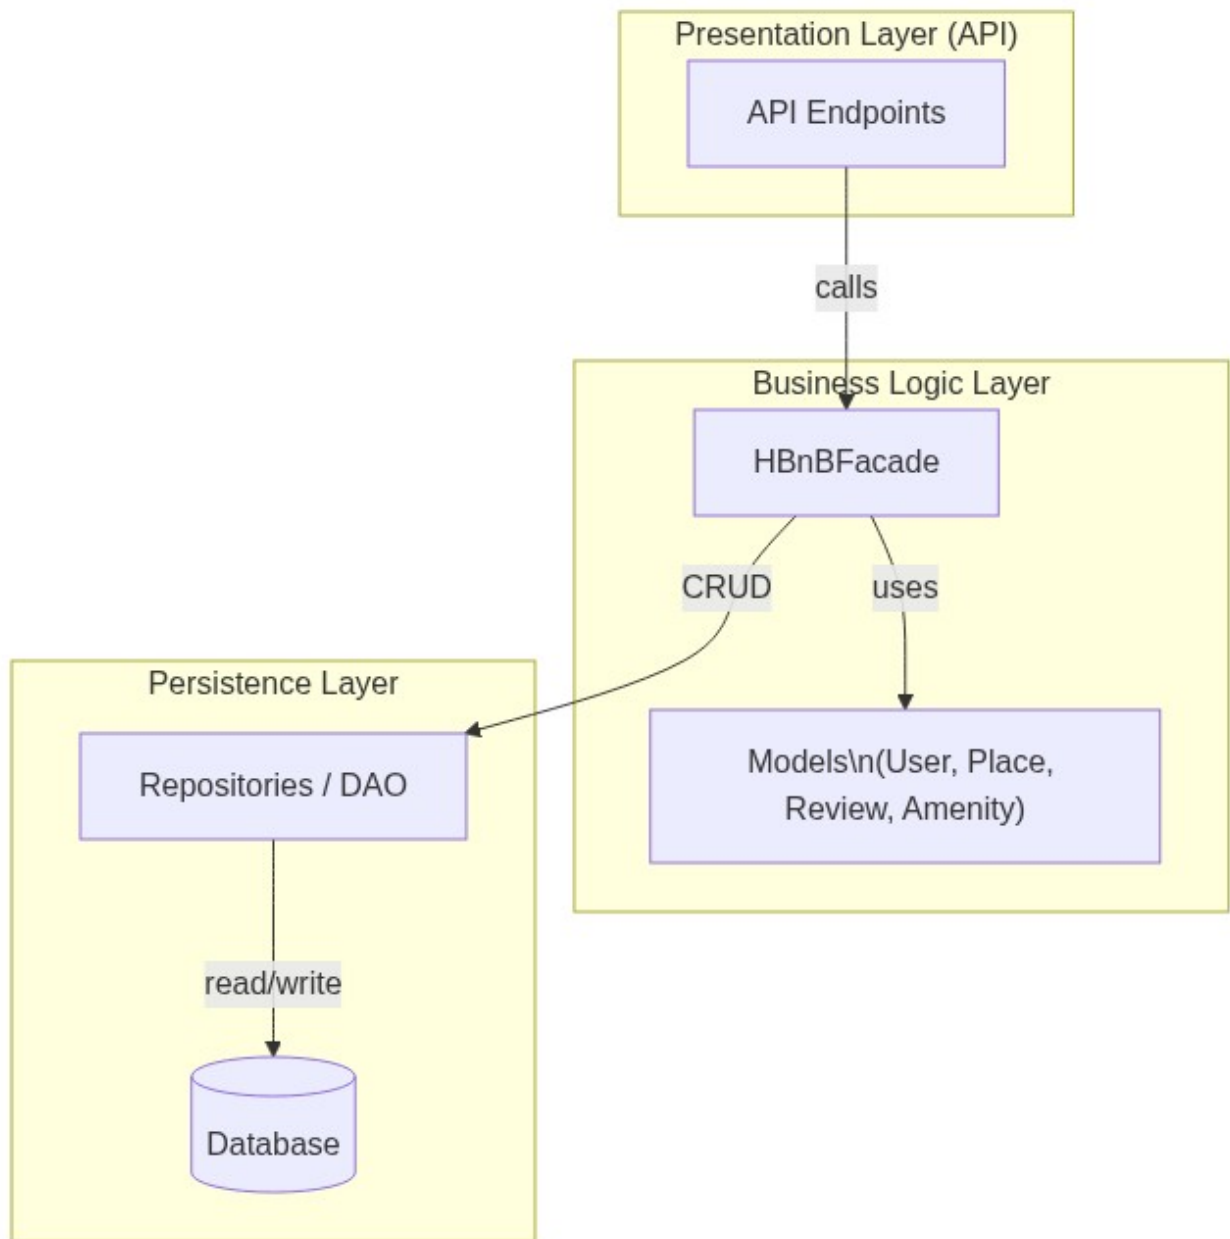 Presentation Layer (API)
API Endpoints
calls
Business Logic Layer
HBnBFacade
CRUD
uses
Persistence Layer
Repositories / DAO
Models\n(User, Place,
Review, Amenity)
read/write
Database